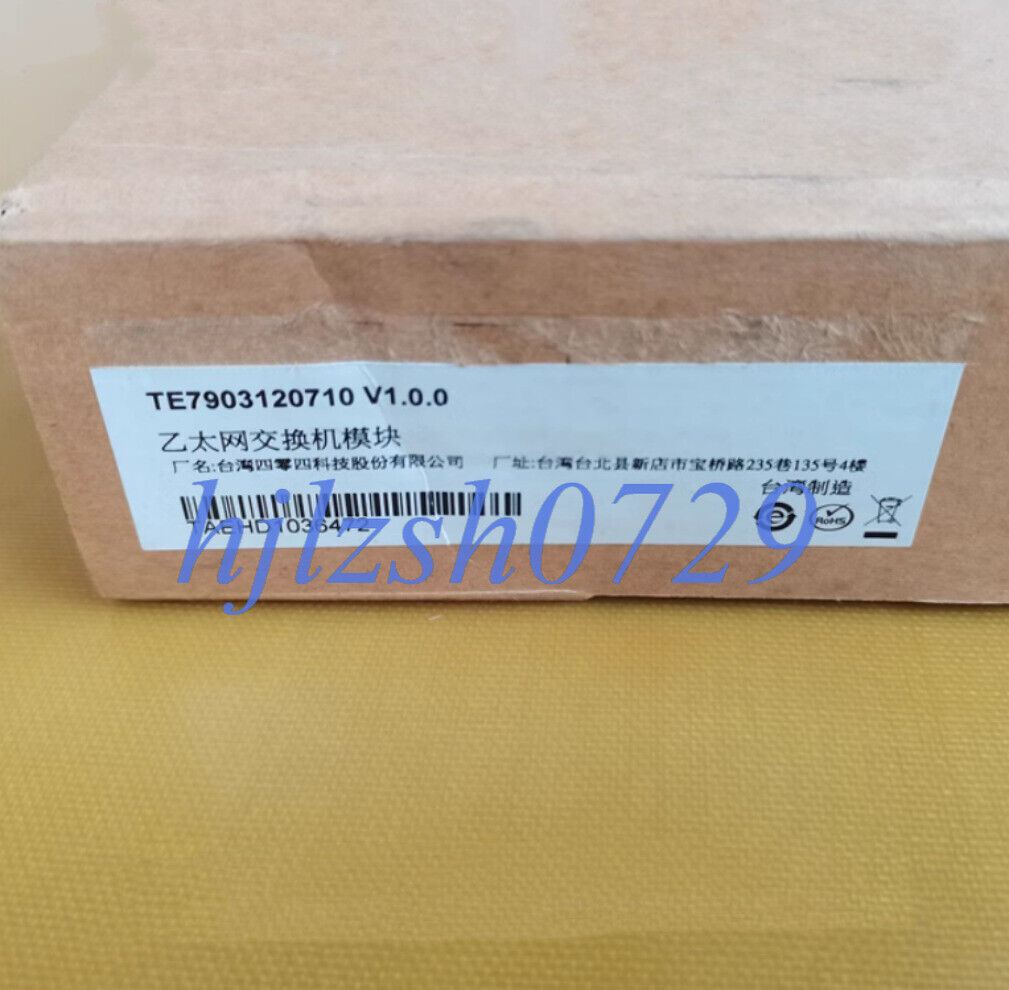 TE7903120710 V1.0.0
乙太网交换机模块
厂名:台湾四零四科技股份有限公司 厂址:台湾台北县新店市宝桥路235巷135号4楼
台湾制造
TAEHD1036472
RoHS
hjlzsh0729